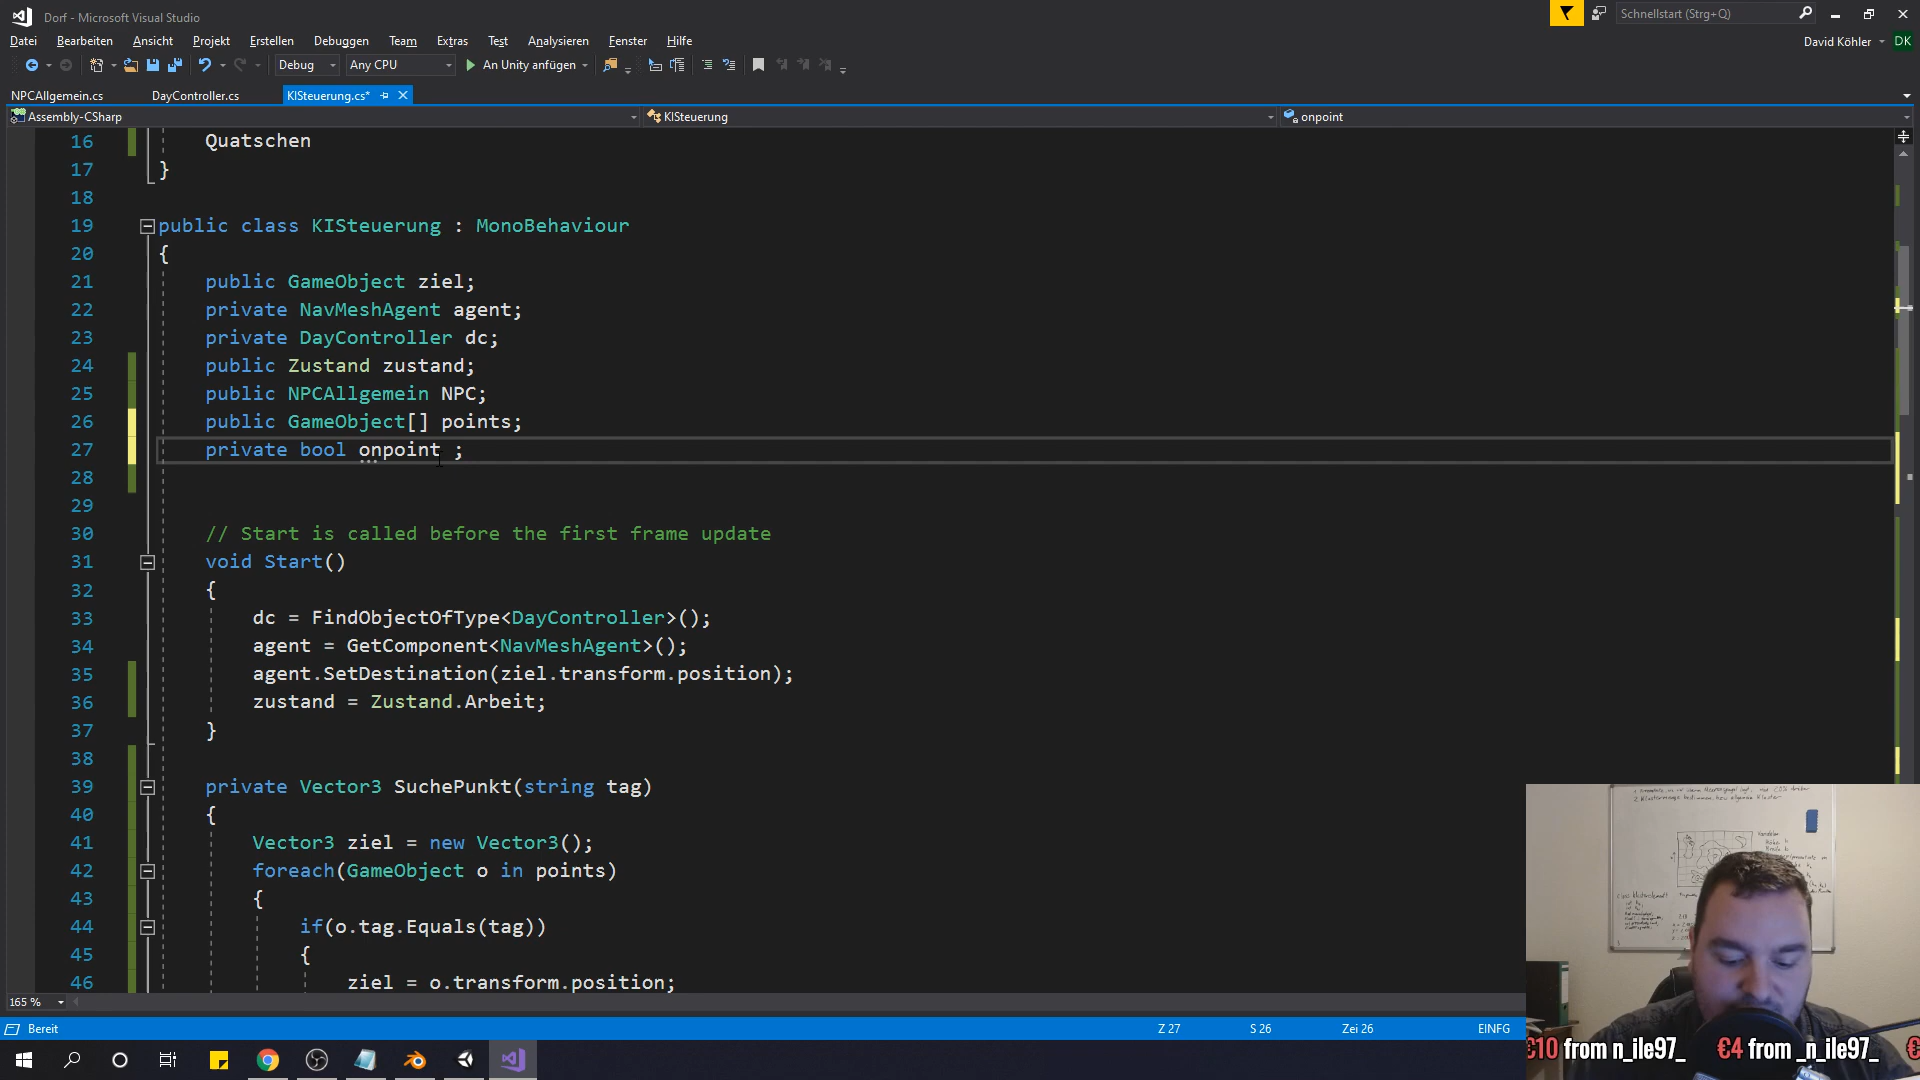 Dorf - Microsoft Visual Studio
Schnellstart (Strg+Q)
Datei Bearbeiten Ansicht Projekt Erstellen Debuggen Team Extras Test Analysieren Fenster Hilfe
David Köhler DK
Debug Any CPU An Unity anfügen
NPCAllgemein.cs DayController.cs KISteuerung.cs*
Assembly-CSharp KISteuerung onpoint
16 Quatschen
17 }
18
19 public class KISteuerung : MonoBehaviour
20 {
21 public GameObject ziel;
22 private NavMeshAgent agent;
23 private DayController dc;
24 public Zustand zustand;
25 public NPCAllgemein NPC;
26 public GameObject[] points;
27 private bool onpoint ;
28
29
30 // Start is called before the first frame update
31 void Start()
32 {
33 dc = FindObjectOfType<DayController>();
34 agent = GetComponent<NavMeshAgent>();
35 agent.SetDestination(ziel.transform.position);
36 zustand = Zustand.Arbeit;
37 }
38
39 private Vector3 SuchePunkt(string tag)
40 {
41 Vector3 ziel = new Vector3();
42 foreach(GameObject o in points)
43 {
44 if(o.tag.Equals(tag))
45 {
46 ziel = o.transform.position;
165 %
Bereit Z 27 S 26 Zei 26 EINFG
€10 from n_ile97_ €4 from _n_ile97_ €